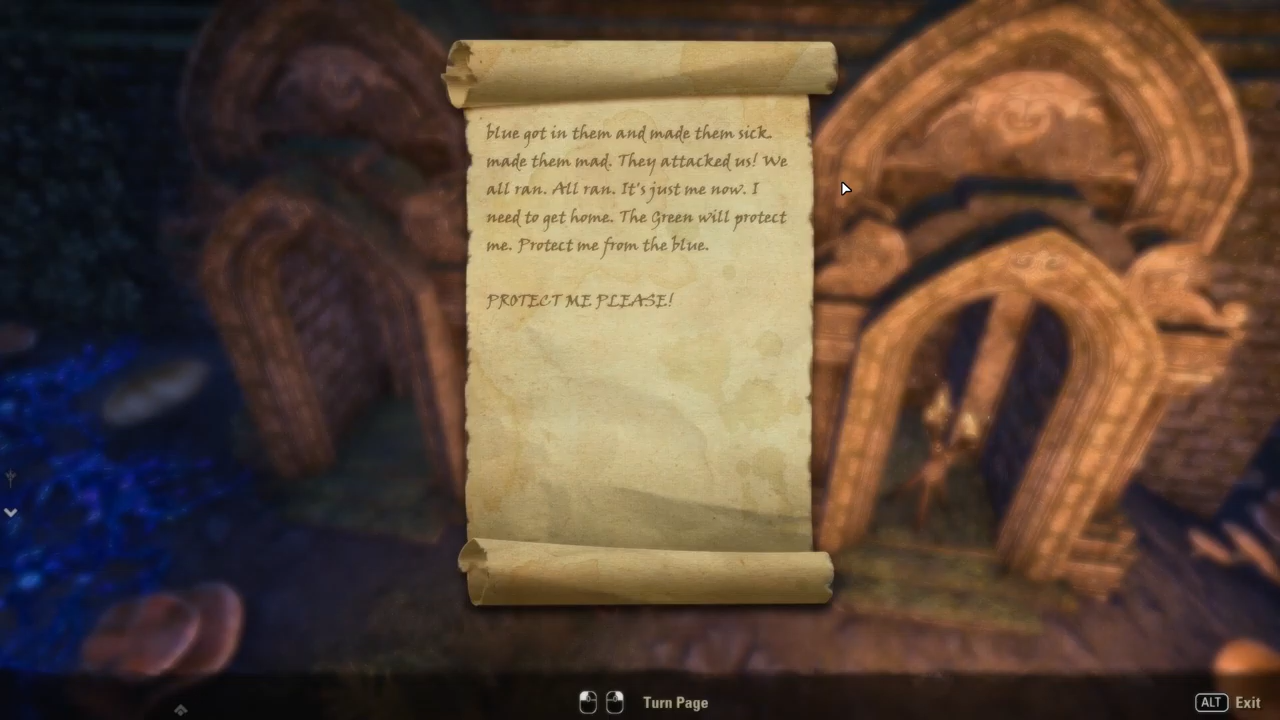 blue got in them and made them sick.
made them mad. They attacked us! We
all ran. All ran. It's just me now. I
need to get home. The Green will protect
me. Protect me from the blue.
PROTECT ME PLEASE!
Turn Page
ALT Exit